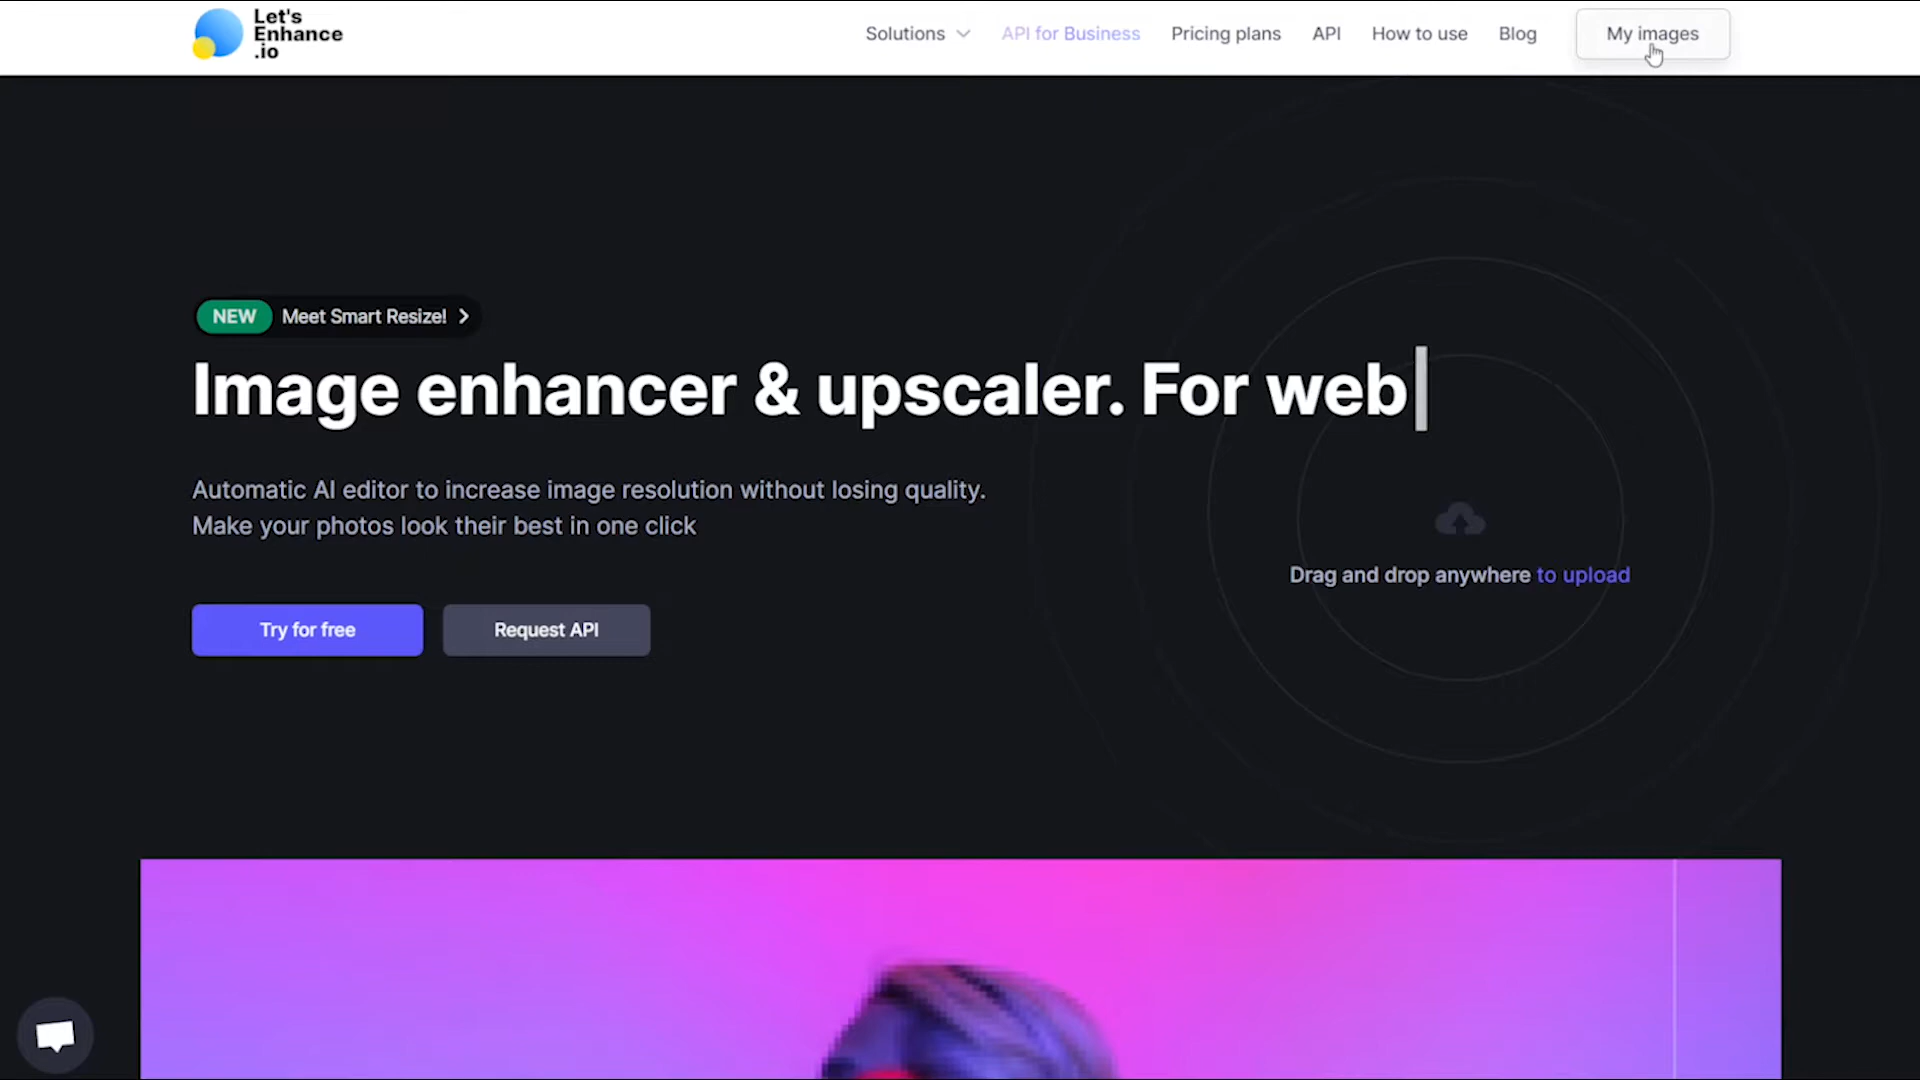 Let's
Enhance
.io
Solutions
API for Business
Pricing plans
API
How to use
Blog
My images
NEW Meet Smart Resize!
Image enhancer & upscaler. For web
Automatic AI editor to increase image resolution without losing quality.
Make your photos look their best in one click
Drag and drop anywhere to upload
Try for free
Request API